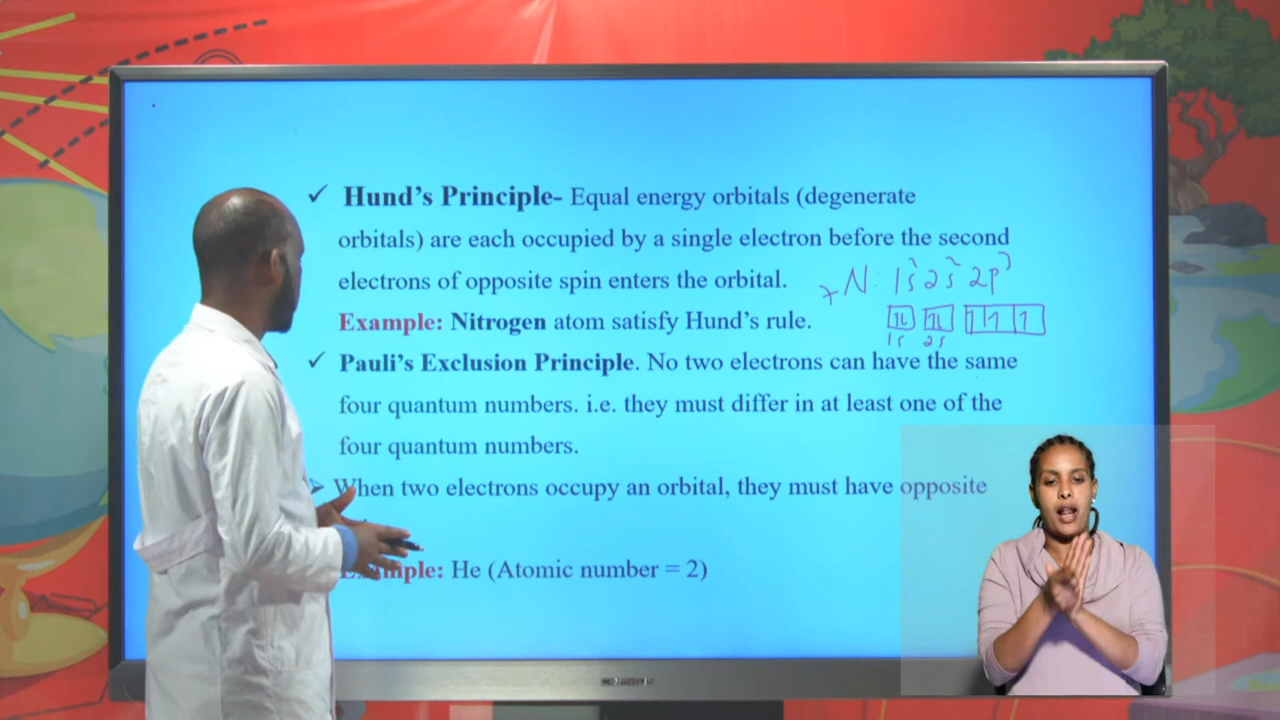 ✓ Hund's Principle- Equal energy orbitals (degenerate
orbitals) are each occupied by a single electron before the second
electrons of opposite spin enters the orbital.
N: 1s² 2s² 2p³
Example: Nitrogen atom satisfy Hund's rule.
1s 2s
✓ Pauli's Exclusion Principle. No two electrons can have the same
four quantum numbers. i.e. they must differ in at least one of the
four quantum numbers.
➢ When two electrons occupy an orbital, they must have opposite
Example: He (Atomic number = 2)